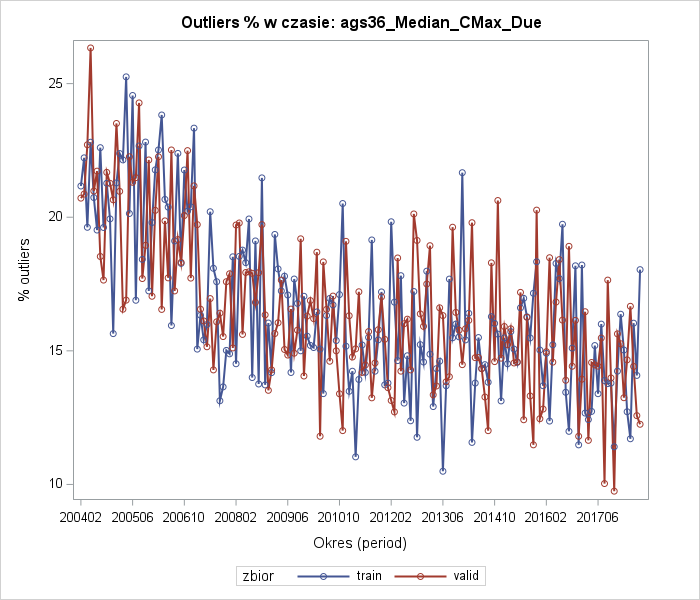 Outliers % w czasie: ags36_Median_CMax_Due
% outliers
25
20
15
10
200402 200506 200610 200802 200906 201010 201202 201306 201410 201602 201706
Okres (period)
zbior train valid